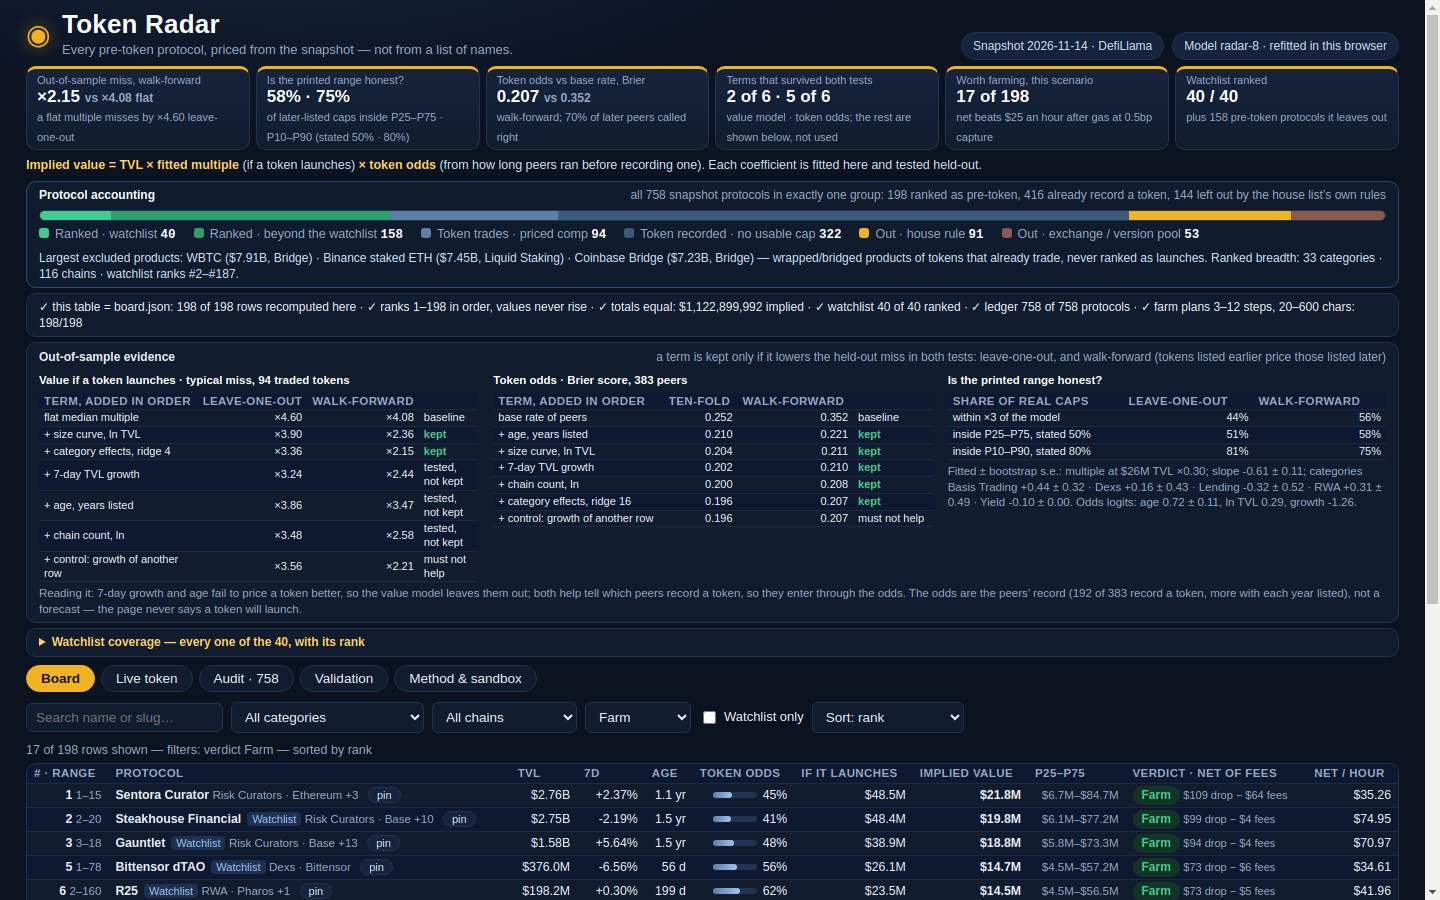 Token Radar
Every pre-token protocol, priced from the snapshot — not from a list of names.
Snapshot 2026-11-14 · DefiLlama
Model radar-8 · refitted in this browser
Out-of-sample miss, walk-forward
×2.15 vs ×4.08 flat
a flat multiple misses by ×4.60 leave-
one-out
Is the printed range honest?
58% · 75%
of later-listed caps inside P25–P75 ·
P10–P90 (stated 50% · 80%)
Token odds vs base rate, Brier
0.207 vs 0.352
walk-forward; 70% of later peers called
right
Terms that survived both tests
2 of 6 · 5 of 6
value model · token odds; the rest are
shown below, not used
Worth farming, this scenario
17 of 198
net beats $25 an hour after gas at 0.5bp
capture
Watchlist ranked
40 / 40
plus 158 pre-token protocols it leaves out
Implied value = TVL × fitted multiple (if a token launches) × token odds (from how long peers ran before recording one). Each coefficient is fitted here and tested held-out.
Protocol accounting
all 758 snapshot protocols in exactly one group: 198 ranked as pre-token, 416 already record a token, 144 left out by the house list's own rules
Ranked · watchlist 40
Ranked · beyond the watchlist 158
Token trades · priced comp 94
Token recorded · no usable cap 322
Out · house rule 91
Out · exchange / version pool 53
Largest excluded products: WBTC ($7.91B, Bridge) · Binance staked ETH ($7.45B, Liquid Staking) · Coinbase Bridge ($7.23B, Bridge) — wrapped/bridged products of tokens that already trade, never ranked as launches. Ranked breadth: 33 categories ·
116 chains · watchlist ranks #2–#187.
✓ this table = board.json: 198 of 198 rows recomputed here · ✓ ranks 1–198 in order, values never rise · ✓ totals equal: $1,122,899,992 implied · ✓ watchlist 40 of 40 ranked · ✓ ledger 758 of 758 protocols · ✓ farm plans 3–12 steps, 20–600 chars:
198/198
Out-of-sample evidence
a term is kept only if it lowers the held-out miss in both tests: leave-one-out, and walk-forward (tokens listed earlier price those listed later)
Value if a token launches · typical miss, 94 traded tokens
TERM, ADDED IN ORDER LEAVE-ONE-OUT WALK-FORWARD
flat median multiple ×4.60 ×4.08 baseline
+ size curve, ln TVL ×3.90 ×2.36 kept
+ category effects, ridge 4 ×3.36 ×2.15 kept
+ 7-day TVL growth ×3.24 ×2.44 tested,
not kept
+ age, years listed ×3.86 ×3.47 tested,
not kept
+ chain count, ln ×3.48 ×2.58 tested,
not kept
+ control: growth of another
row ×3.56 ×2.21 must not
help
Token odds · Brier score, 383 peers
TERM, ADDED IN ORDER TEN-FOLD WALK-FORWARD
base rate of peers 0.252 0.352 baseline
+ age, years listed 0.210 0.221 kept
+ size curve, ln TVL 0.204 0.211 kept
+ 7-day TVL growth 0.202 0.210 kept
+ chain count, ln 0.200 0.208 kept
+ category effects, ridge 16 0.196 0.207 kept
+ control: growth of another row 0.196 0.207 must not help
Is the printed range honest?
SHARE OF REAL CAPS LEAVE-ONE-OUT WALK-FORWARD
within ×3 of the model 44% 56%
inside P25–P75, stated 50% 51% 58%
inside P10–P90, stated 80% 81% 75%
Fitted ± bootstrap s.e.: multiple at $26M TVL ×0.30; slope -0.61 ± 0.11; categories
Basis Trading +0.44 ± 0.32 · Dexs +0.16 ± 0.43 · Lending -0.32 ± 0.52 · RWA +0.31 ±
0.49 · Yield -0.10 ± 0.00. Odds logits: age 0.72 ± 0.11, ln TVL 0.29, growth -1.26.
Reading it: 7-day growth and age fail to price a token better, so the value model leaves them out; both help tell which peers record a token, so they enter through the odds. The odds are the peers' record (192 of 383 record a token, more with each year listed), not a
forecast — the page never says a token will launch.
▶ Watchlist coverage — every one of the 40, with its rank
Board
Live token
Audit · 758
Validation
Method & sandbox
Search name or slug…
All categories
All chains
Farm
Watchlist only
Sort: rank
17 of 198 rows shown — filters: verdict Farm — sorted by rank
# · RANGE PROTOCOL TVL 7D AGE TOKEN ODDS IF IT LAUNCHES IMPLIED VALUE P25–P75 VERDICT · NET OF FEES NET / HOUR
1 1–15 Sentora Curator Risk Curators · Ethereum +3 pin $2.76B +2.37% 1.1 yr 45% $48.5M $21.8M $6.7M–$84.7M Farm $109 drop − $64 fees $35.26
2 2–20 Steakhouse Financial Watchlist Risk Curators · Base +10 pin $2.75B -2.19% 1.5 yr 41% $48.4M $19.8M $6.1M–$77.2M Farm $99 drop − $4 fees $74.95
3 3–18 Gauntlet Watchlist Risk Curators · Base +13 pin $1.58B +5.64% 1.5 yr 48% $38.9M $18.8M $5.8M–$73.3M Farm $94 drop − $4 fees $70.97
5 1–78 Bittensor dTAO Watchlist Dexs · Bittensor pin $376.0M -6.56% 56 d 56% $26.1M $14.7M $4.5M–$57.2M Farm $73 drop − $6 fees $34.61
6 2–160 R25 Watchlist RWA · Pharos +1 pin $198.2M +0.30% 199 d 62% $23.5M $14.5M $4.5M–$56.5M Farm $73 drop − $5 fees $41.96